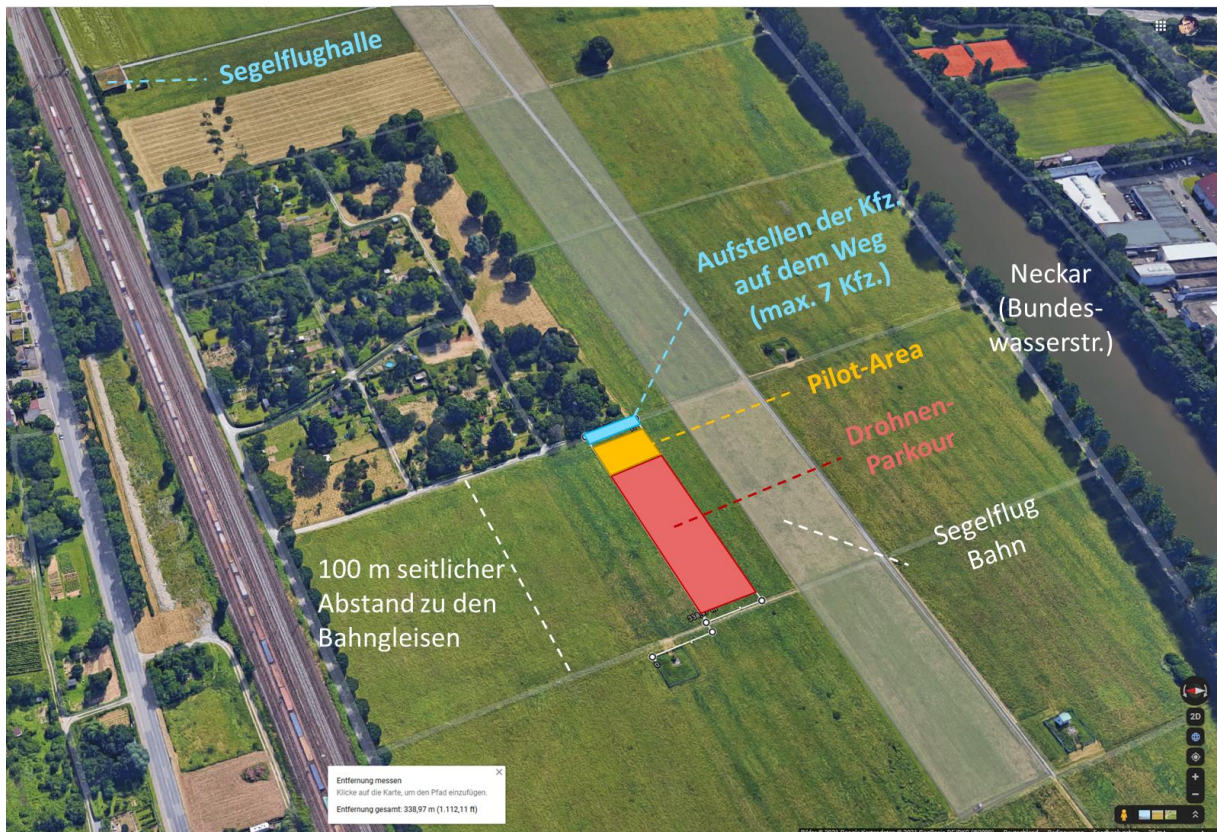 Segelflughalle
Aufstellen der Kfz.
auf dem Weg
(max. 7 Kfz.)
Neckar
(Bundes-
wasserstr.)
Pilot-Area
Drohnen-
Parkour
Segelflug
Bahn
100 m seitlicher
Abstand zu den
Bahngleisen
Entfernung messen
Klicke auf die Karte, um den Pfad einzufügen.
Entfernung gesamt: 338,97 m (1.112,11 ft)
2D